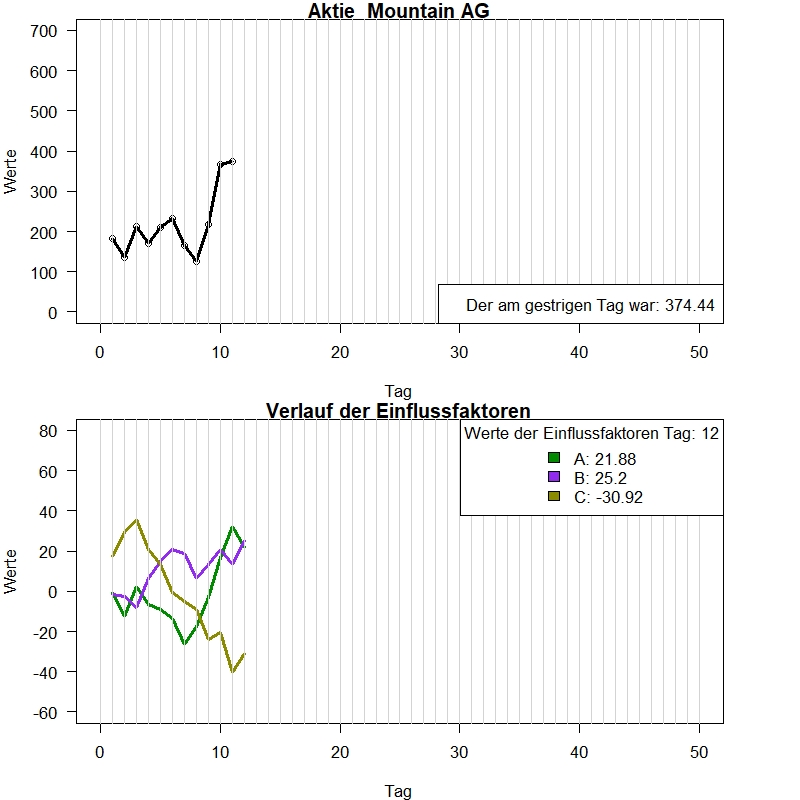 Aktie  Mountain AG
Werte
700
600
500
400
300
200
100
0
Der am gestrigen Tag war: 374.44
0 10 20 30 40 50
Tag
Verlauf der Einflussfaktoren
Werte
80
60
40
20
0
-20
-40
-60
Werte der Einflussfaktoren Tag: 12
A: 21.88
B: 25.2
C: -30.92
0 10 20 30 40 50
Tag